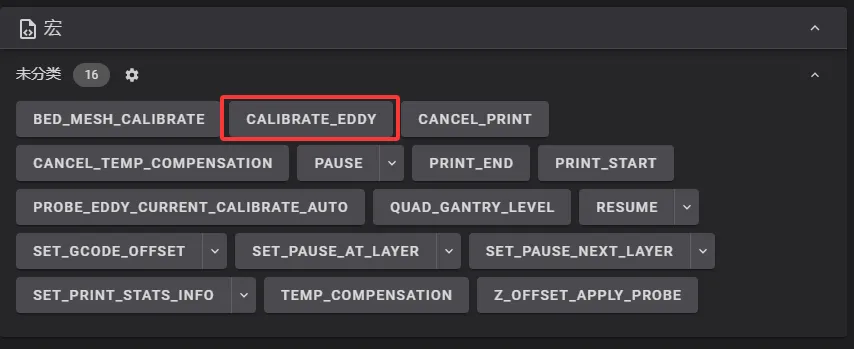 宏
未分类 16
BED_MESH_CALIBRATE CALIBRATE_EDDY CANCEL_PRINT
CANCEL_TEMP_COMPENSATION PAUSE PRINT_END PRINT_START
PROBE_EDDY_CURRENT_CALIBRATE_AUTO QUAD_GANTRY_LEVEL RESUME
SET_GCODE_OFFSET SET_PAUSE_AT_LAYER SET_PAUSE_NEXT_LAYER
SET_PRINT_STATS_INFO TEMP_COMPENSATION Z_OFFSET_APPLY_PROBE